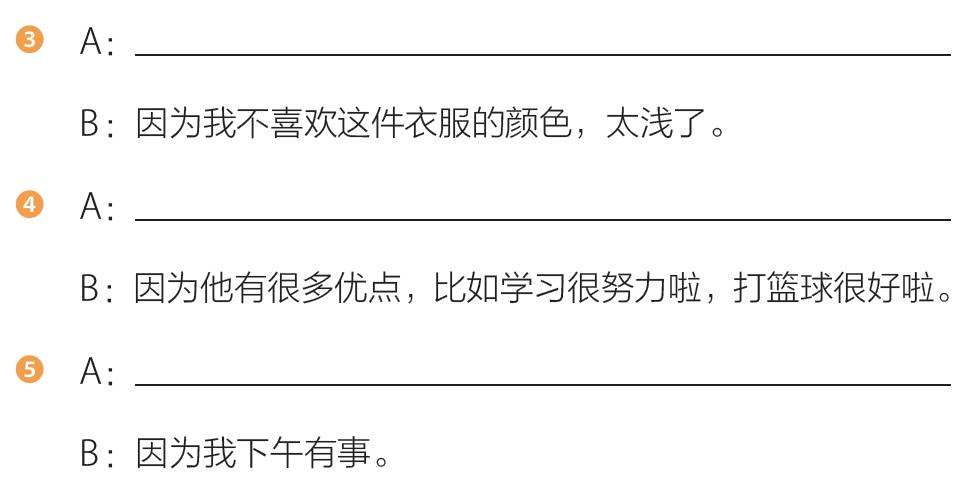 3 A：
B：因为我不喜欢这件衣服的颜色，太浅了。
4 A：
B：因为他有很多优点，比如学习很努力啦，打篮球很好啦。
5 A：
B：因为我下午有事。